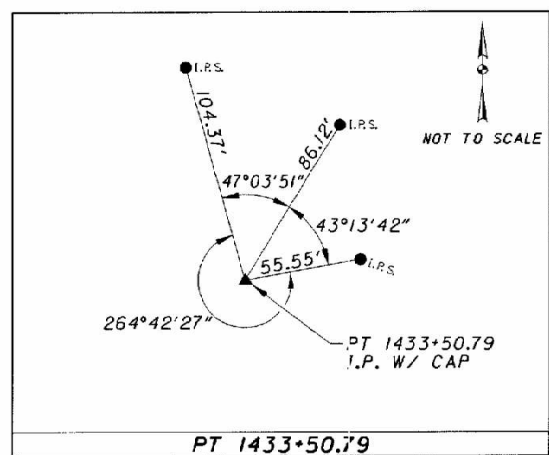 I.P.S.
104.37'
I.P.S.
86.12'
NOT TO SCALE
47°03'51"
43°13'42"
55.55'
I.P.S.
264°42'27"
PT 1433+50.79
I.P. W/ CAP
PT 1433+50.79